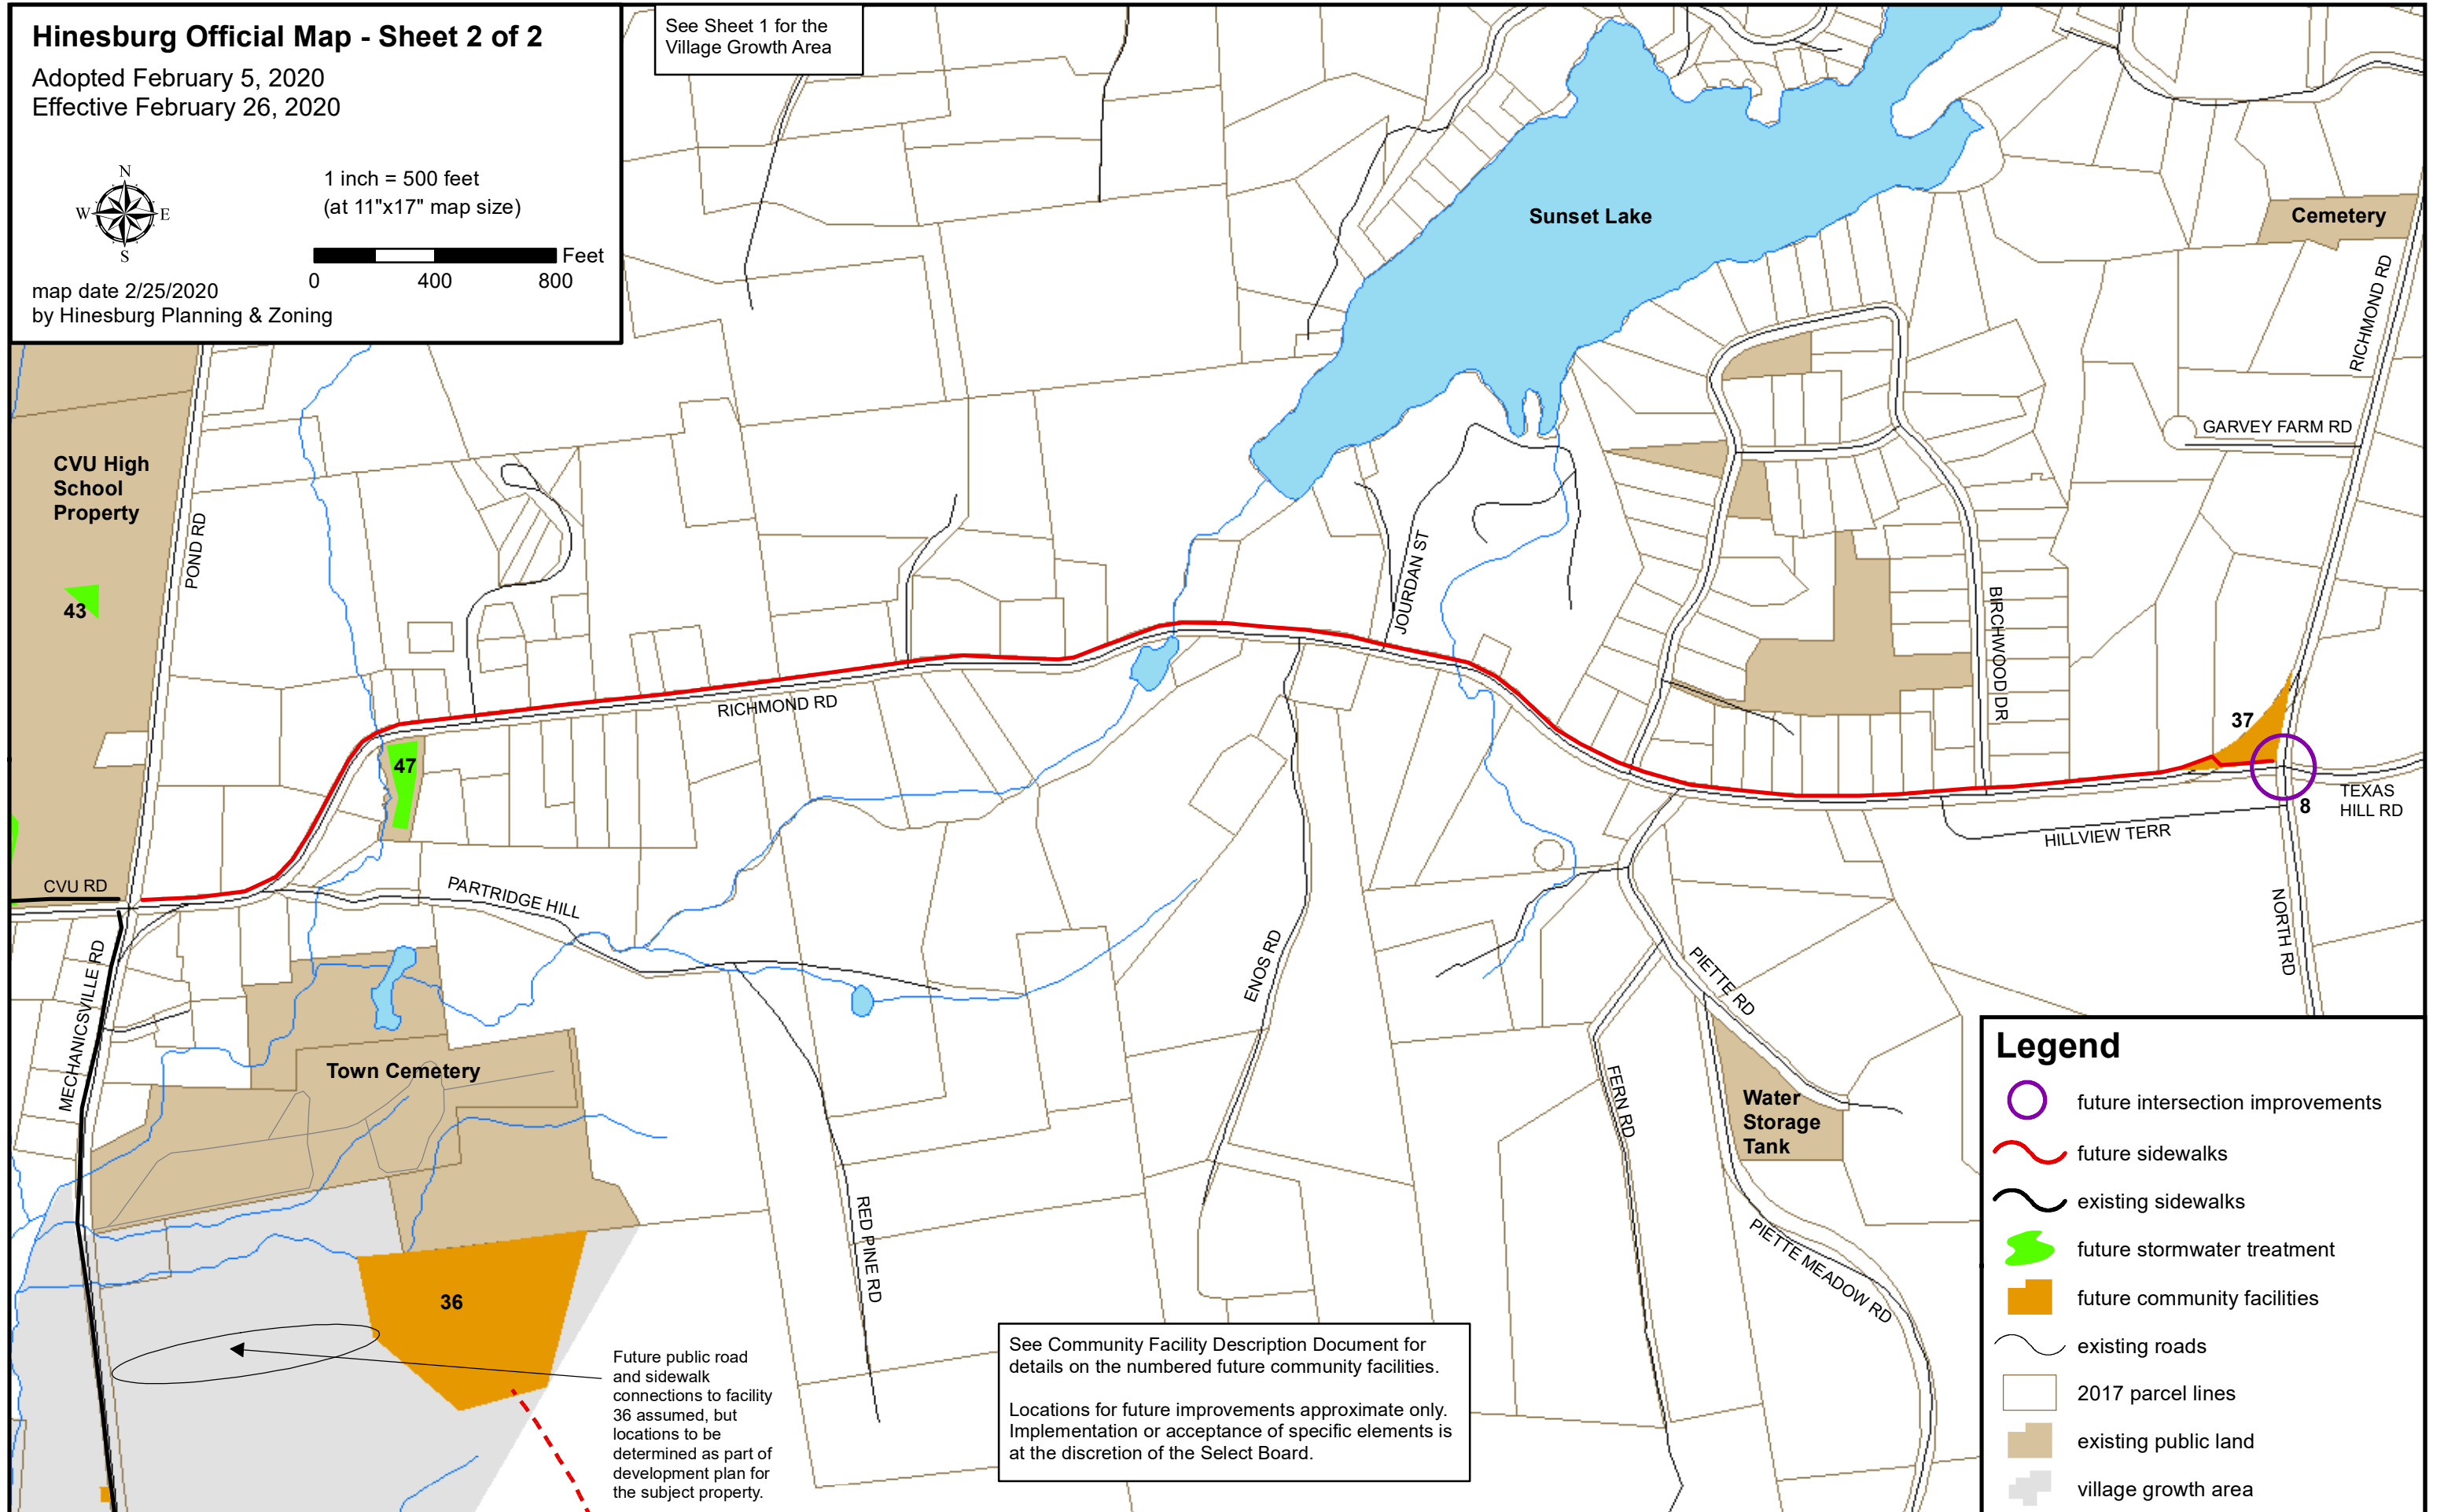 Hinesburg Official Map - Sheet 2 of 2
Adopted February 5, 2020
Effective February 26, 2020
N
W
E
S
1 inch = 500 feet
(at 11"x17" map size)
Feet
0 400 800
map date 2/25/2020
by Hinesburg Planning & Zoning
See Sheet 1 for the
Village Growth Area
Sunset Lake
Cemetery
RICHMOND RD
GARVEY FARM RD
CVU High
School
Property
POND RD
43
JOURDAN ST
BIRCHWOOD DR
RICHMOND RD
37
47
8
TEXAS
HILL RD
HILLVIEW TERR
CVU RD
PARTRIDGE HILL
NORTH RD
MECHANICSVILLE RD
ENOS RD
PIETTE RD
Town Cemetery
FERN RD
Water
Storage
Tank
RED PINE RD
PIETTE MEADOW RD
36
Future public road
and sidewalk
connections to facility
36 assumed, but
locations to be
determined as part of
development plan for
the subject property.
See Community Facility Description Document for
details on the numbered future community facilities.
Locations for future improvements approximate only.
Implementation or acceptance of specific elements is
at the discretion of the Select Board.
Legend
future intersection improvements
future sidewalks
existing sidewalks
future stormwater treatment
future community facilities
existing roads
2017 parcel lines
existing public land
village growth area